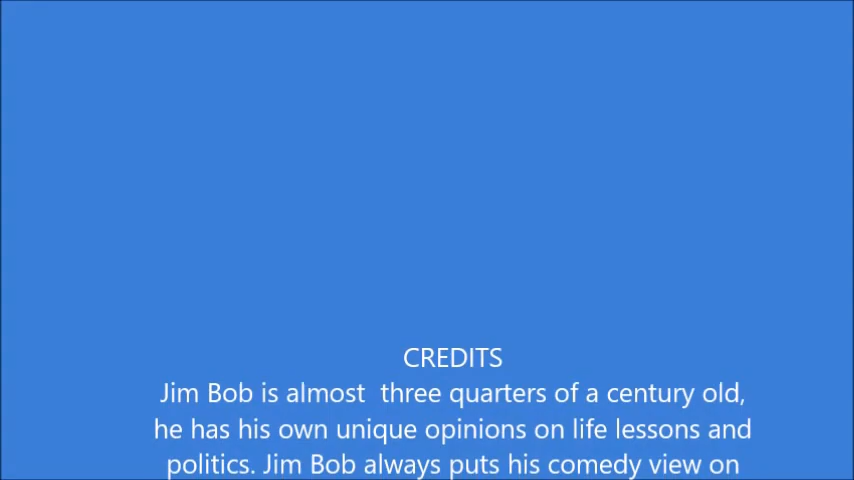 CREDITS
Jim Bob is almost  three quarters of a century old,
he has his own unique opinions on life lessons and
politics. Jim Bob always puts his comedy view on